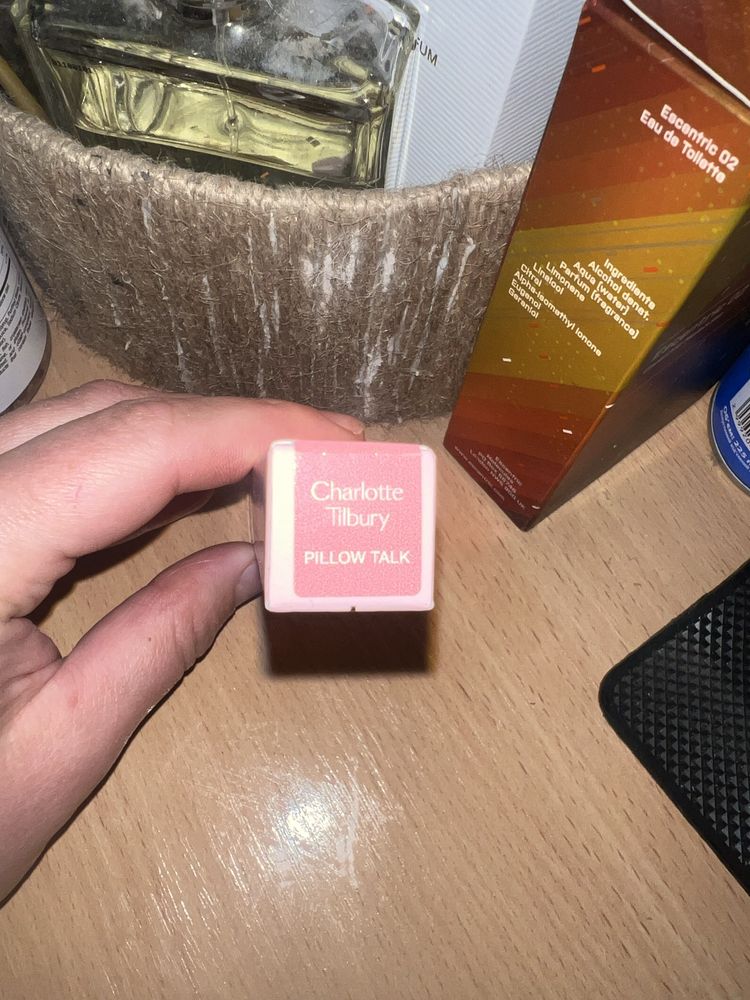 Escentric 02
Eau de Toilette
Ingredients
Alcohol denat.
Aqua (water)
Parfum (fragrance)
Limonene
Linalool
Citral
Alpha-isomethyl ionone
Eugenol
Geraniol
Charlotte
Tilbury
PILLOW TALK